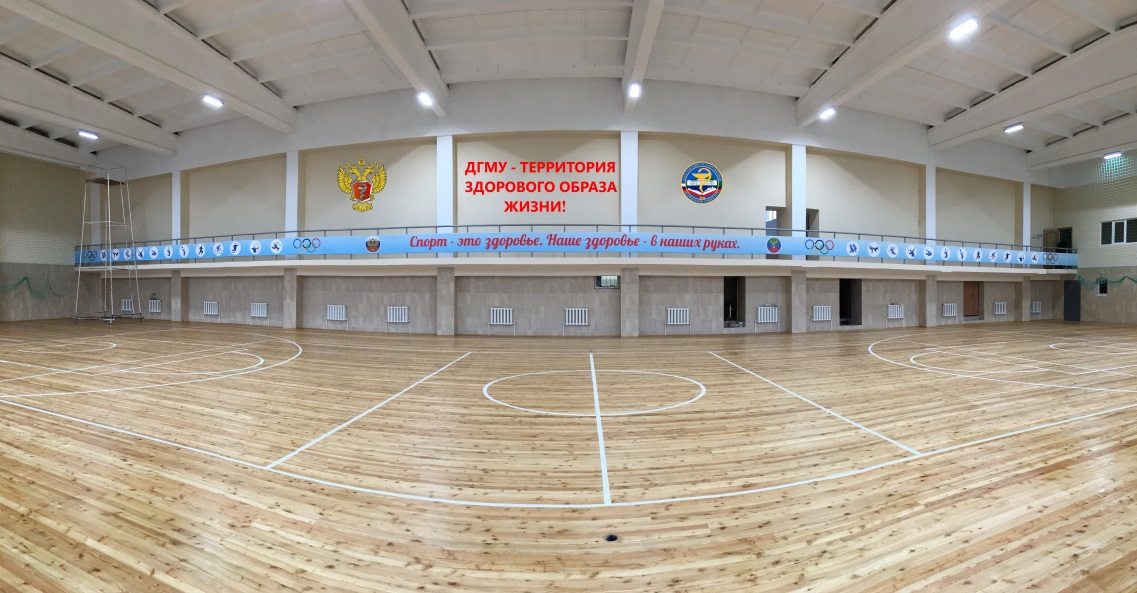 ДГМУ - ТЕРРИТОРИЯ
ЗДОРОВОГО ОБРАЗА
ЖИЗНИ!
Спорт - это здоровье. Наше здоровье - в наших руках.